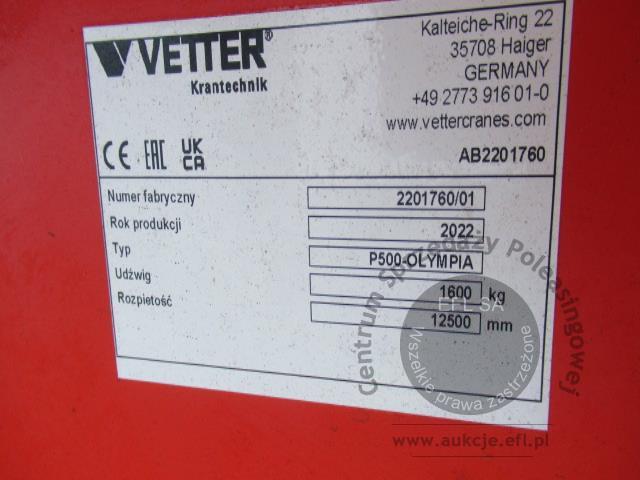 VETTER®
Krantechnik
Kalteiche-Ring 22
35708 Haiger
GERMANY
+49 2773 916 01-0
www.vettercranes.com
CE EAC UK CA
AB2201760
Numer fabryczny 2201760/01
Rok produkcji 2022
Typ P500-OLYMPIA
Udźwig 1600 kg
Rozpiętość 12500 mm
Centrum Sprzedaży Poleasingowej
EFL SA
Wszelkie prawa zastrzeżone
www.aukcje.efl.pl